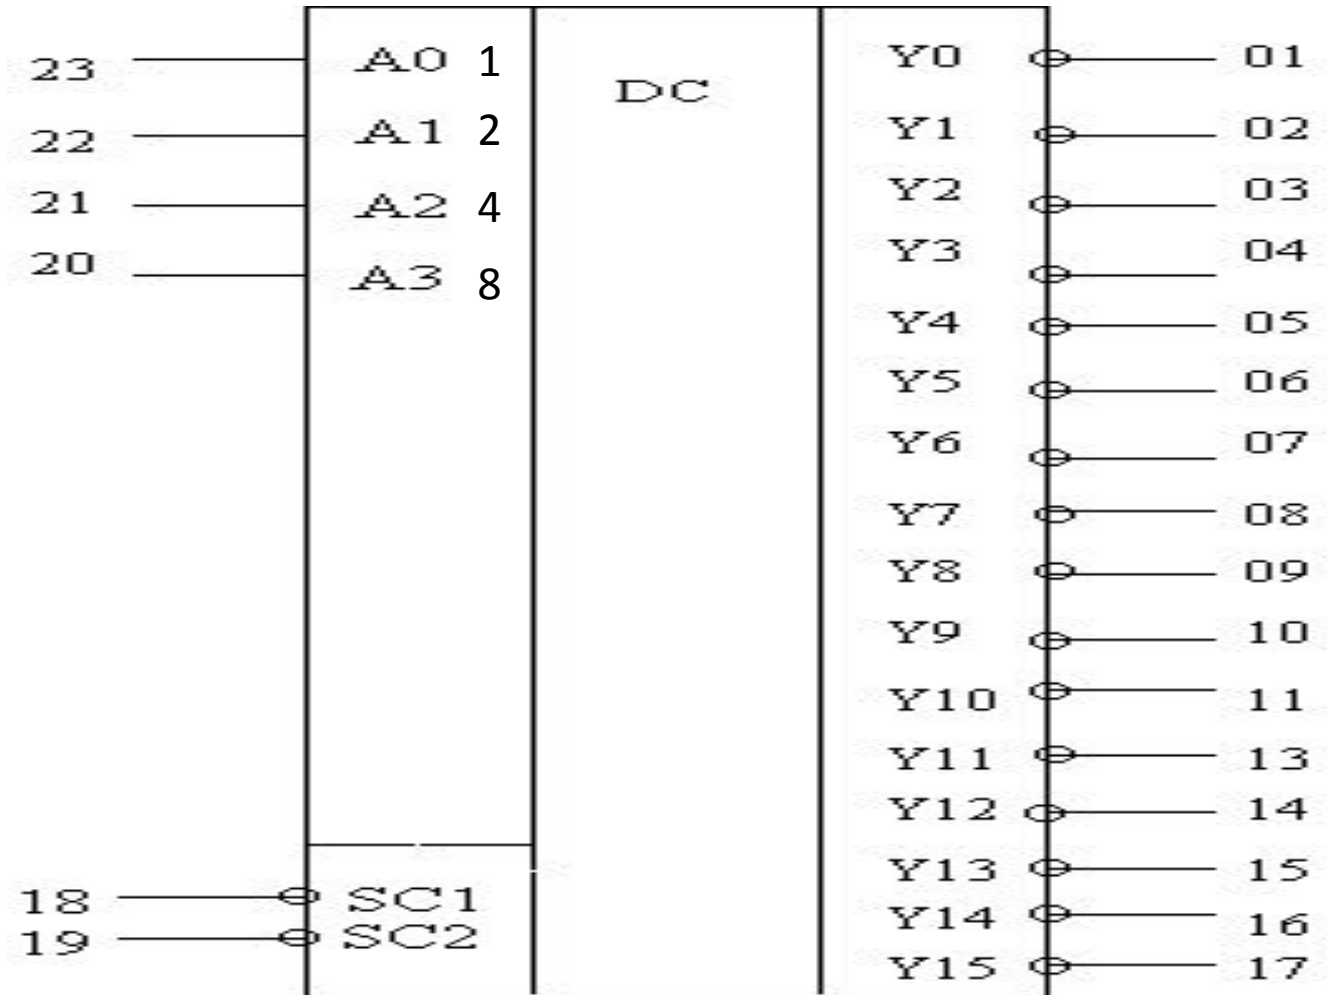 23 A0 1 DC Y0 01
22 A1 2 Y1 02
21 A2 4 Y2 03
20 A3 8 Y3 04
Y4 05
Y5 06
Y6 07
Y7 08
Y8 09
Y9 10
Y10 11
Y11 13
Y12 14
Y13 15
18 SC1 Y14 16
19 SC2 Y15 17